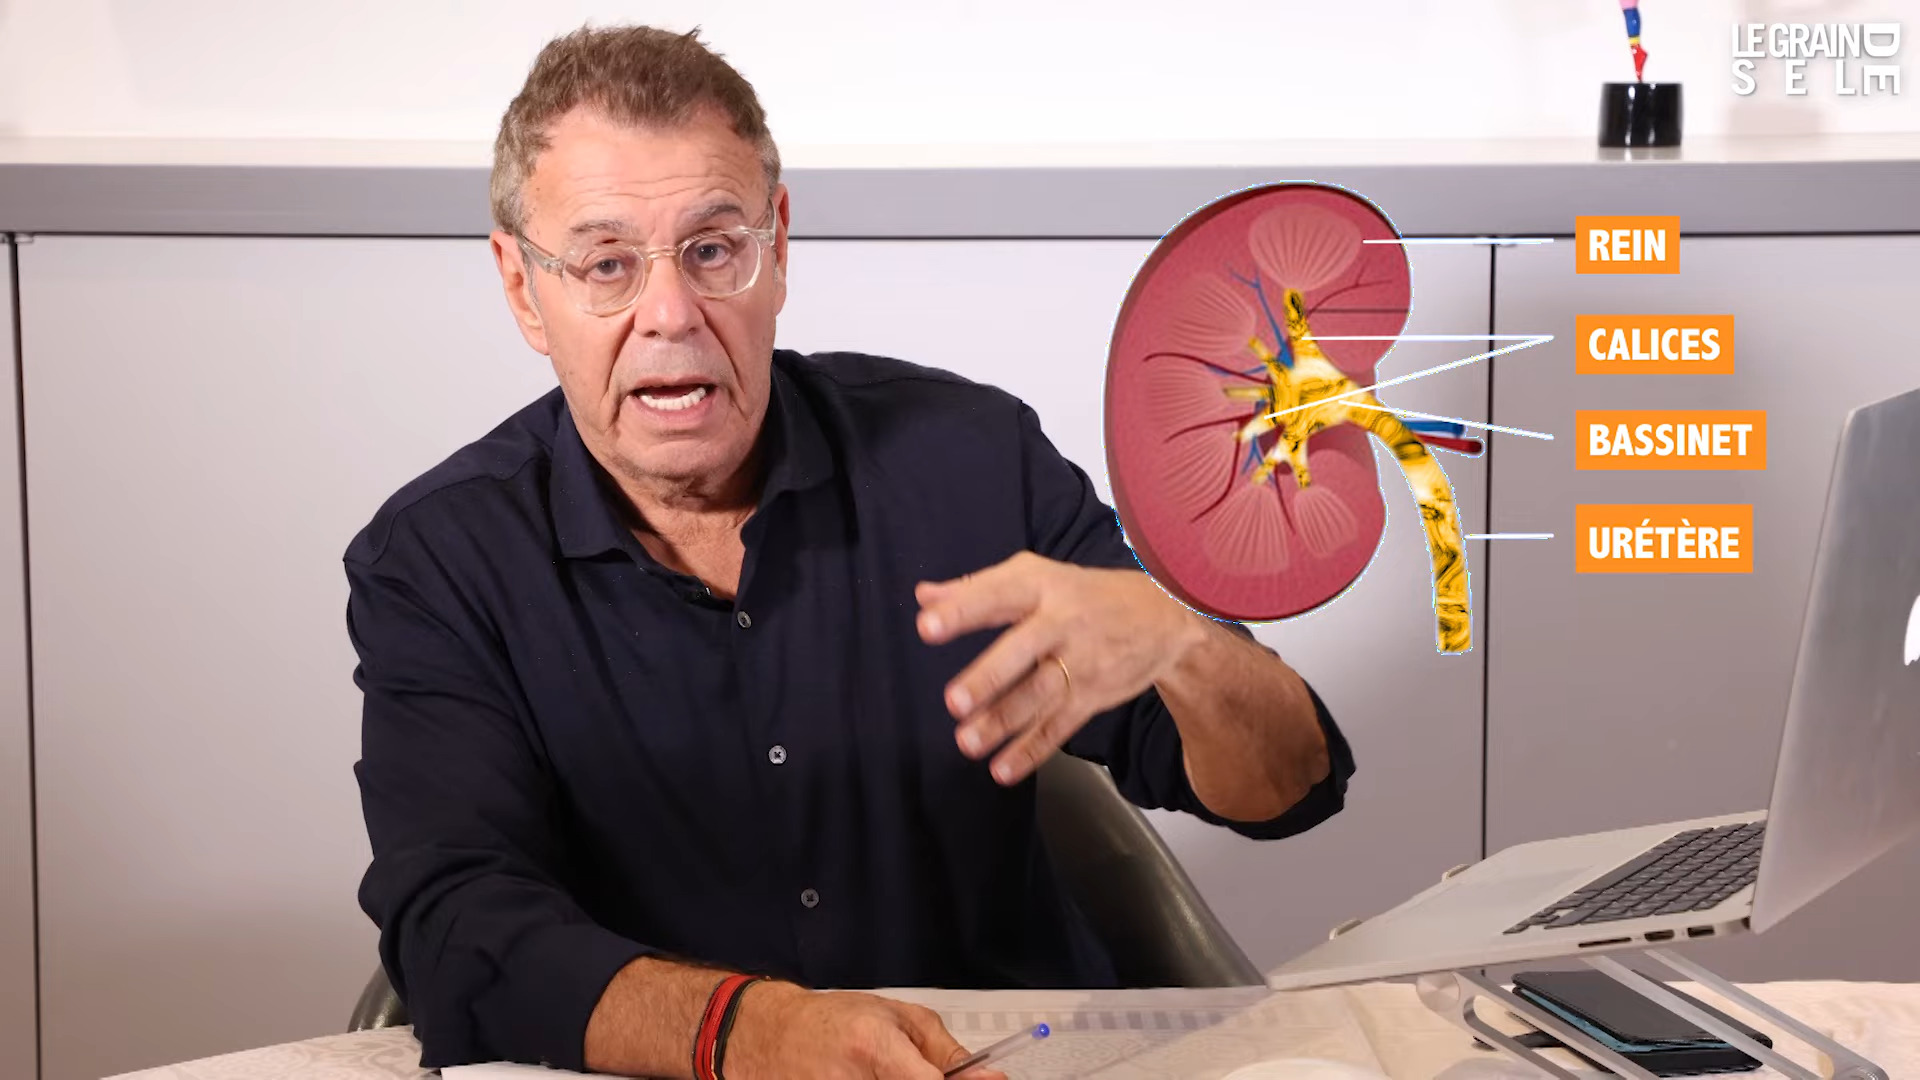 LE GRAIN DE
SEL
REIN
CALICES
BASSINET
URÉTÈRE